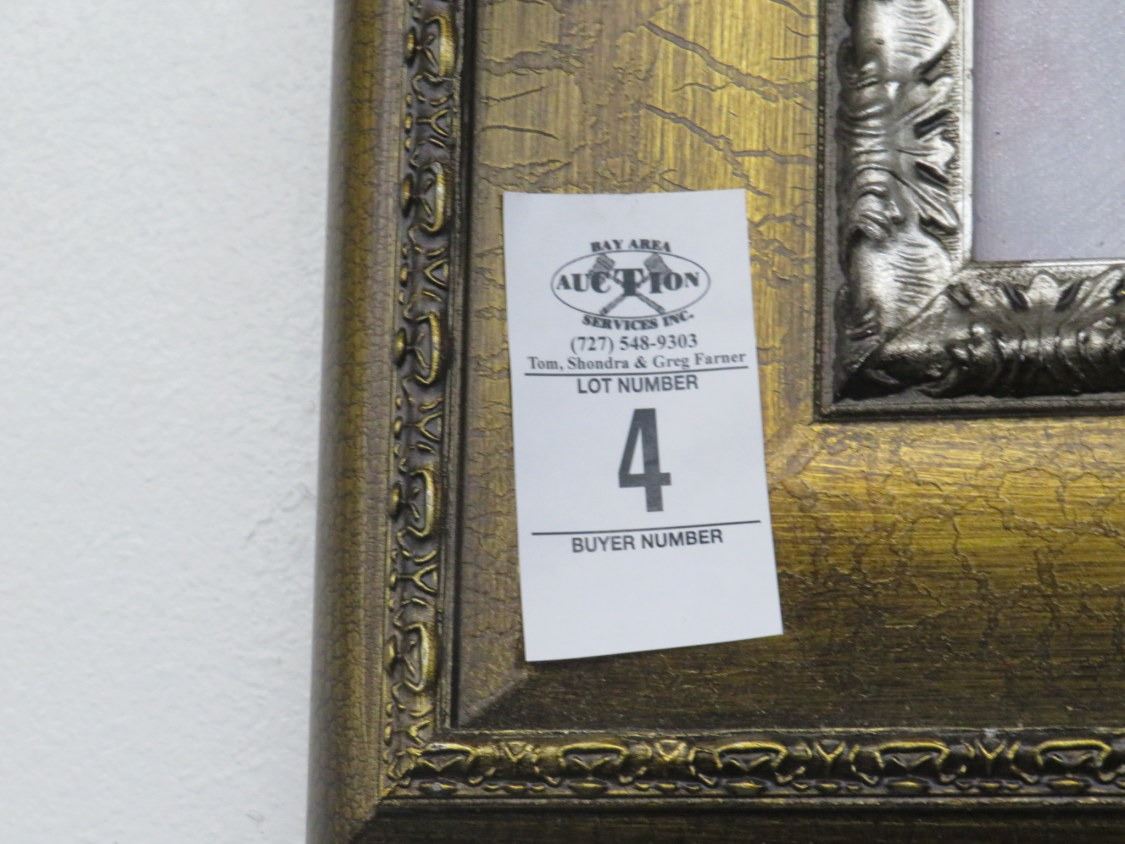 BAY AREA
AUCTION
SERVICES INC.
(727) 548-9303
Tom, Shondra & Greg Farner
LOT NUMBER
4
BUYER NUMBER